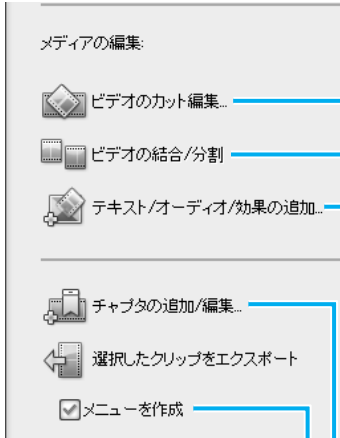 メディアの編集:
ビデオのカット編集...
ビデオの結合/分割
テキスト/オーディオ/効果の追加...
チャプタの追加/編集...
選択したクリップをエクスポート
メニューを作成